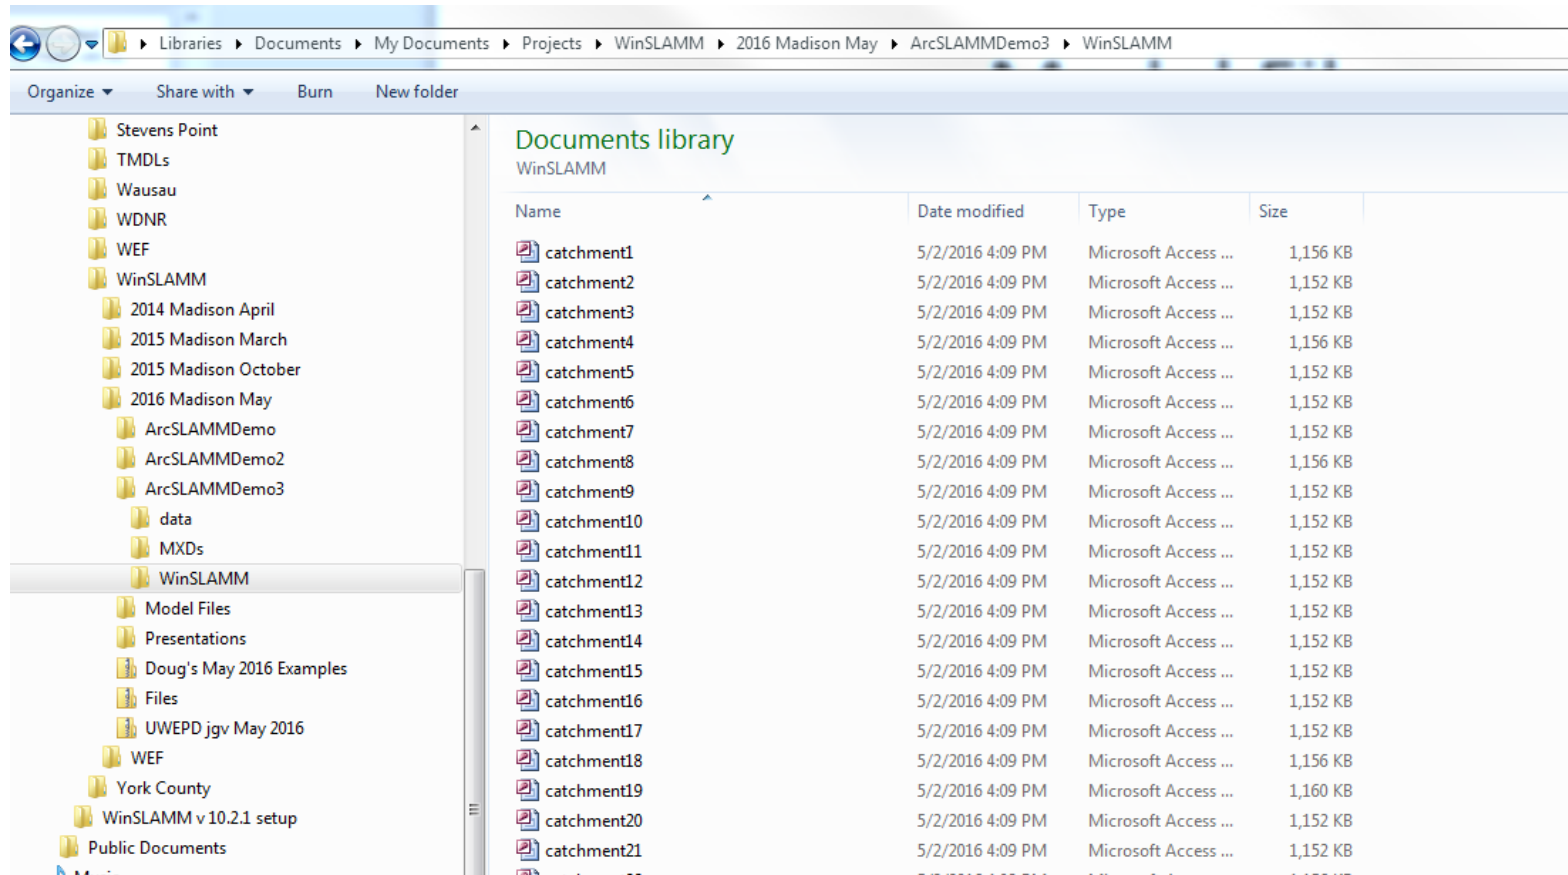 Libraries Documents My Documents Projects WinSLAMM 2016 Madison May ArcSLAMMDemo3 WinSLAMM
Organize Share with Burn New folder
Stevens Point
TMDLs
Wausau
WDNR
WEF
WinSLAMM
2014 Madison April
2015 Madison March
2015 Madison October
2016 Madison May
ArcSLAMMDemo
ArcSLAMMDemo2
ArcSLAMMDemo3
data
MXDs
WinSLAMM
Model Files
Presentations
Doug's May 2016 Examples
Files
UWEPD jgv May 2016
WEF
York County
WinSLAMM v 10.2.1 setup
Public Documents
Documents library
WinSLAMM
Name Date modified Type Size
catchment1 5/2/2016 4:09 PM Microsoft Access ... 1,156 KB
catchment2 5/2/2016 4:09 PM Microsoft Access ... 1,152 KB
catchment3 5/2/2016 4:09 PM Microsoft Access ... 1,152 KB
catchment4 5/2/2016 4:09 PM Microsoft Access ... 1,156 KB
catchment5 5/2/2016 4:09 PM Microsoft Access ... 1,152 KB
catchment6 5/2/2016 4:09 PM Microsoft Access ... 1,152 KB
catchment7 5/2/2016 4:09 PM Microsoft Access ... 1,152 KB
catchment8 5/2/2016 4:09 PM Microsoft Access ... 1,156 KB
catchment9 5/2/2016 4:09 PM Microsoft Access ... 1,152 KB
catchment10 5/2/2016 4:09 PM Microsoft Access ... 1,152 KB
catchment11 5/2/2016 4:09 PM Microsoft Access ... 1,152 KB
catchment12 5/2/2016 4:09 PM Microsoft Access ... 1,152 KB
catchment13 5/2/2016 4:09 PM Microsoft Access ... 1,152 KB
catchment14 5/2/2016 4:09 PM Microsoft Access ... 1,152 KB
catchment15 5/2/2016 4:09 PM Microsoft Access ... 1,152 KB
catchment16 5/2/2016 4:09 PM Microsoft Access ... 1,152 KB
catchment17 5/2/2016 4:09 PM Microsoft Access ... 1,152 KB
catchment18 5/2/2016 4:09 PM Microsoft Access ... 1,156 KB
catchment19 5/2/2016 4:09 PM Microsoft Access ... 1,160 KB
catchment20 5/2/2016 4:09 PM Microsoft Access ... 1,152 KB
catchment21 5/2/2016 4:09 PM Microsoft Access ... 1,152 KB